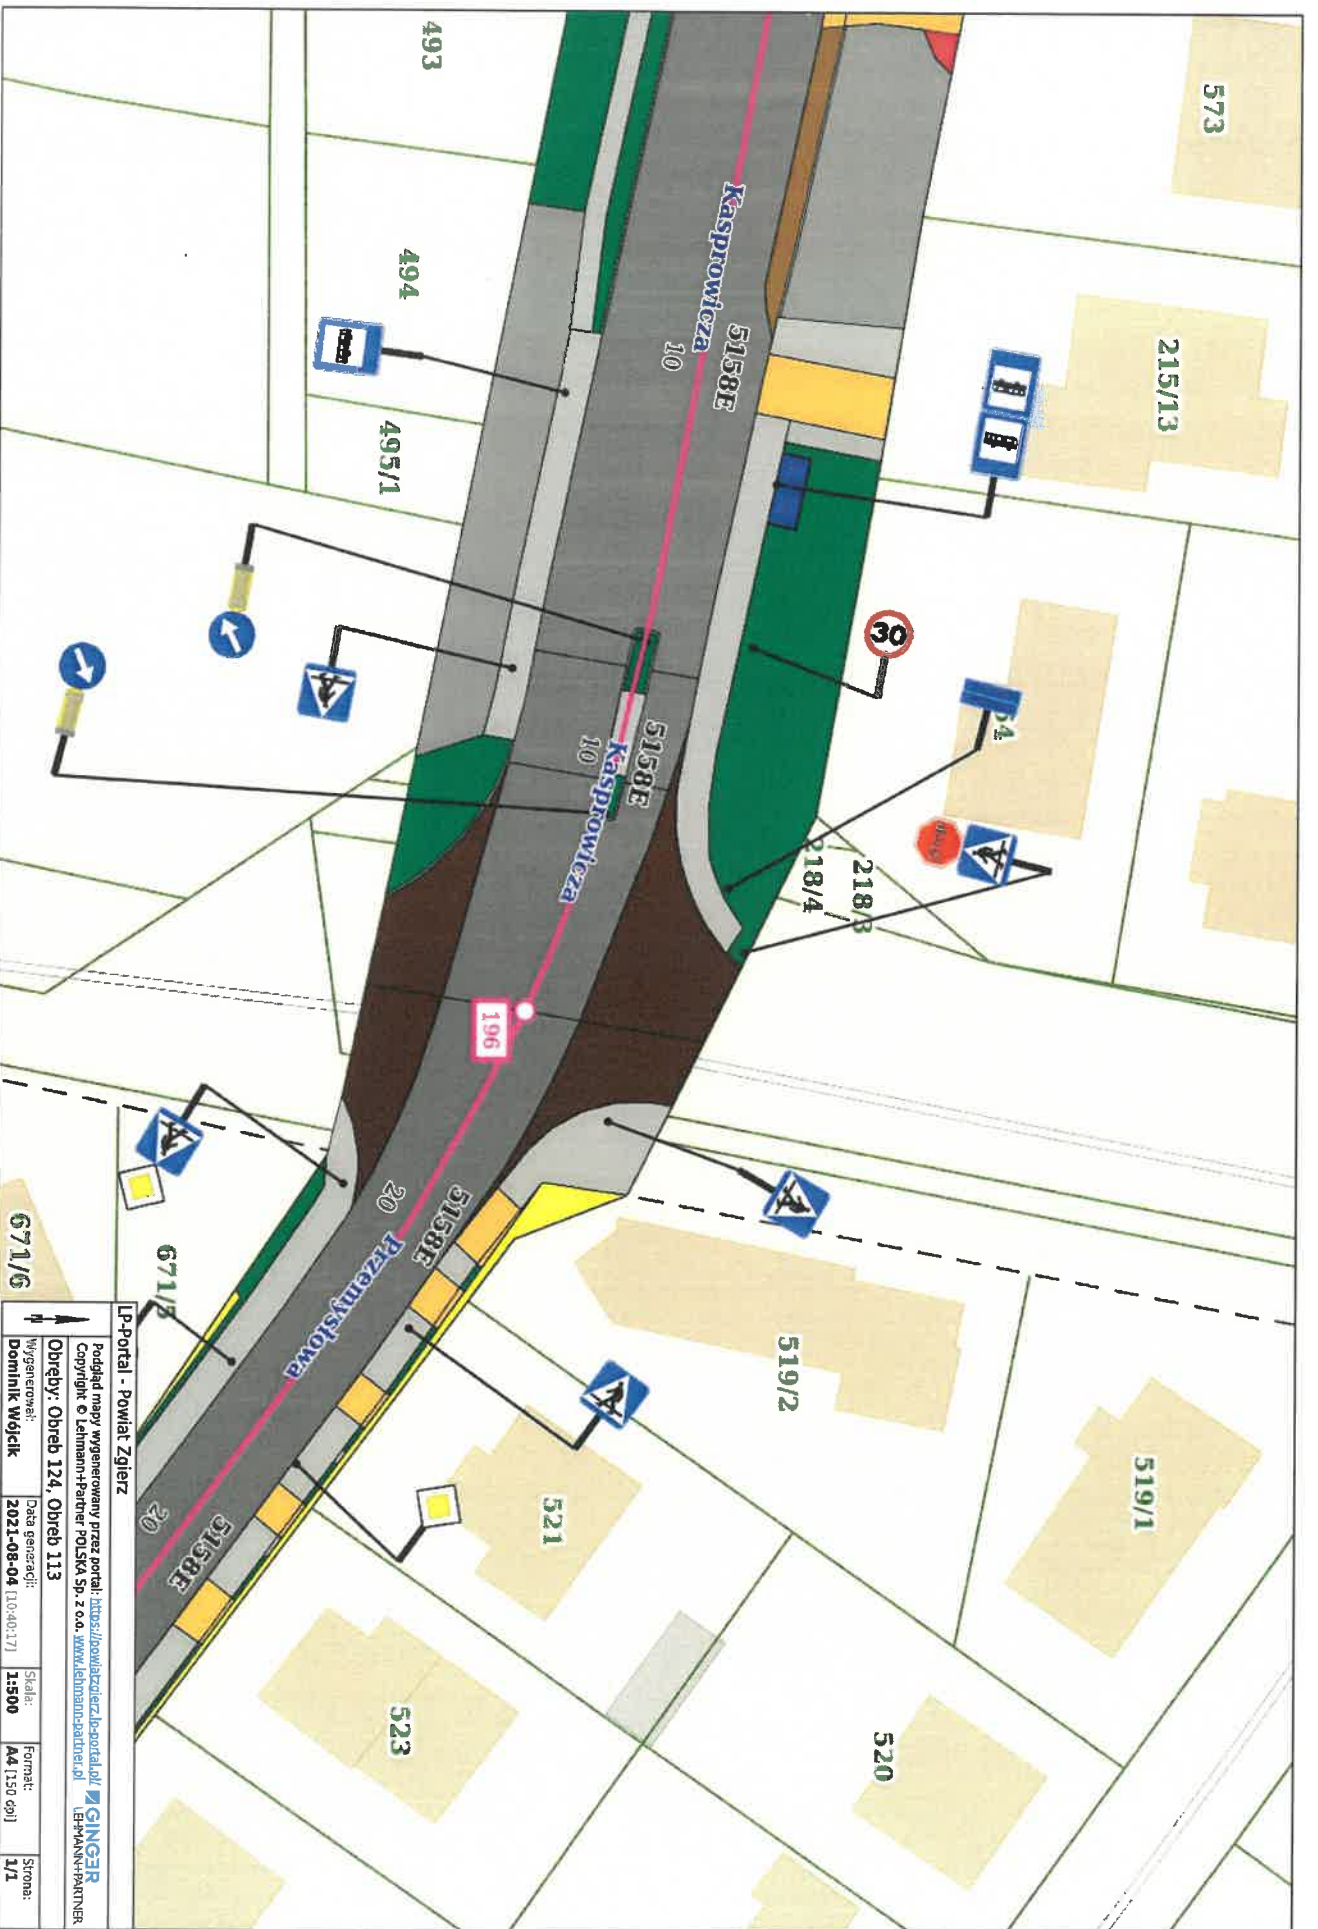 493
573
Kasprowicza
5158E
10
494
215/13
495/1
30
5158E
10
Kasprowicza
218/3
218/4
196
5158E
20
Przemysłowa
671/6
519/2
519/1
521
20
5158E
523
520
LP-Portal - Powiat Zgierz
Podgląd mapy wygenerowany przez portal: https://powiatzgierz.lp-portal.pl/
Copyright © Lehmann+Partner POLSKA Sp. z o.o. www.lehmann-partner.pl
GINGER
LEHMANN+PARTNER
Obręby: Obreb 124, Obreb 113
N
Wygenerował:
Dominik Wójcik
Data generacji:
2021-08-04 [10:40:17]
Skala:
1:500
Format:
A4 [150 dpi]
Strona:
1/1